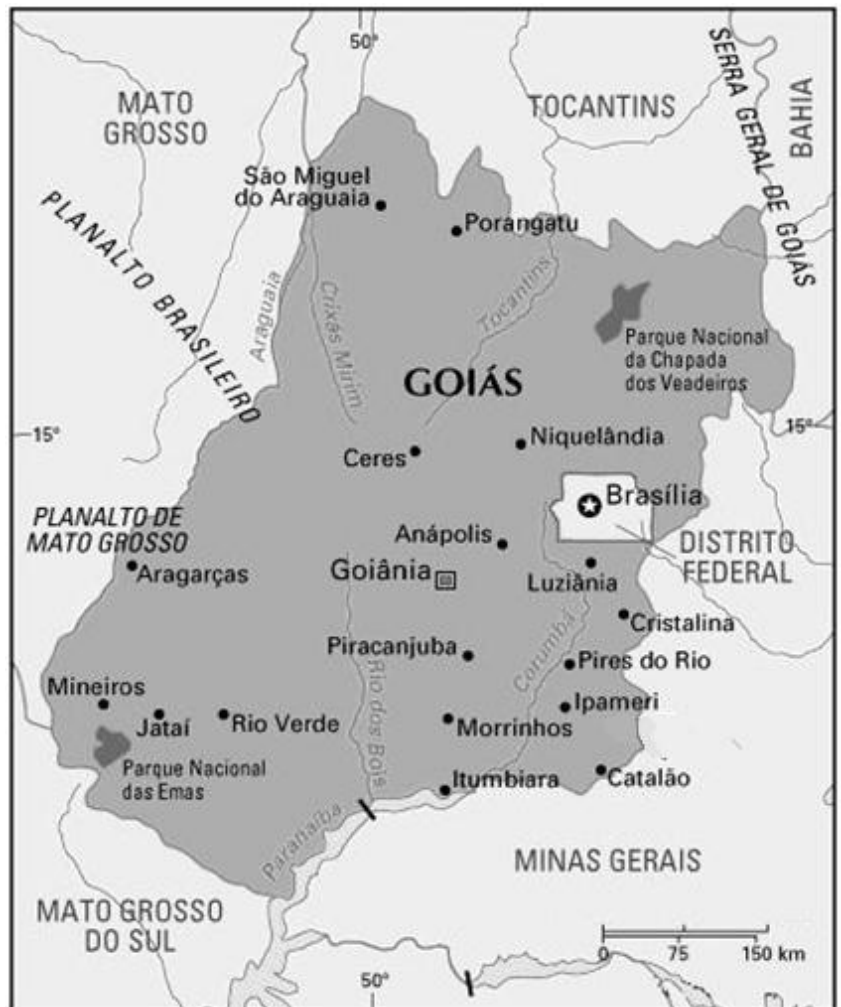 50°
MATO
GROSSO
TOCANTINS
SERRA GERAL DE GOIÁS
BAHIA
São Miguel
do Araguaia
Porangatu
PLANALTO BRASILEIRO
Araguaia
Crixas Mirim
Tocantins
Parque Nacional
da Chapada
dos Veadeiros
GOIÁS
15°
15°
Niquelândia
Ceres
Brasília
PLANALTO DE
MATO GROSSO
Anápolis
DISTRITO
FEDERAL
Aragarças
Goiânia
Luziânia
Cristalina
Corumbá
Piracanjuba
Pires do Rio
Rio dos Bois
Mineiros
Ipameri
Jataí
Rio Verde
Morrinhos
Parque Nacional
das Emas
Itumbiara
Catalão
Paranaíba
MINAS GERAIS
MATO GROSSO
DO SUL
0 75 150 km
50°